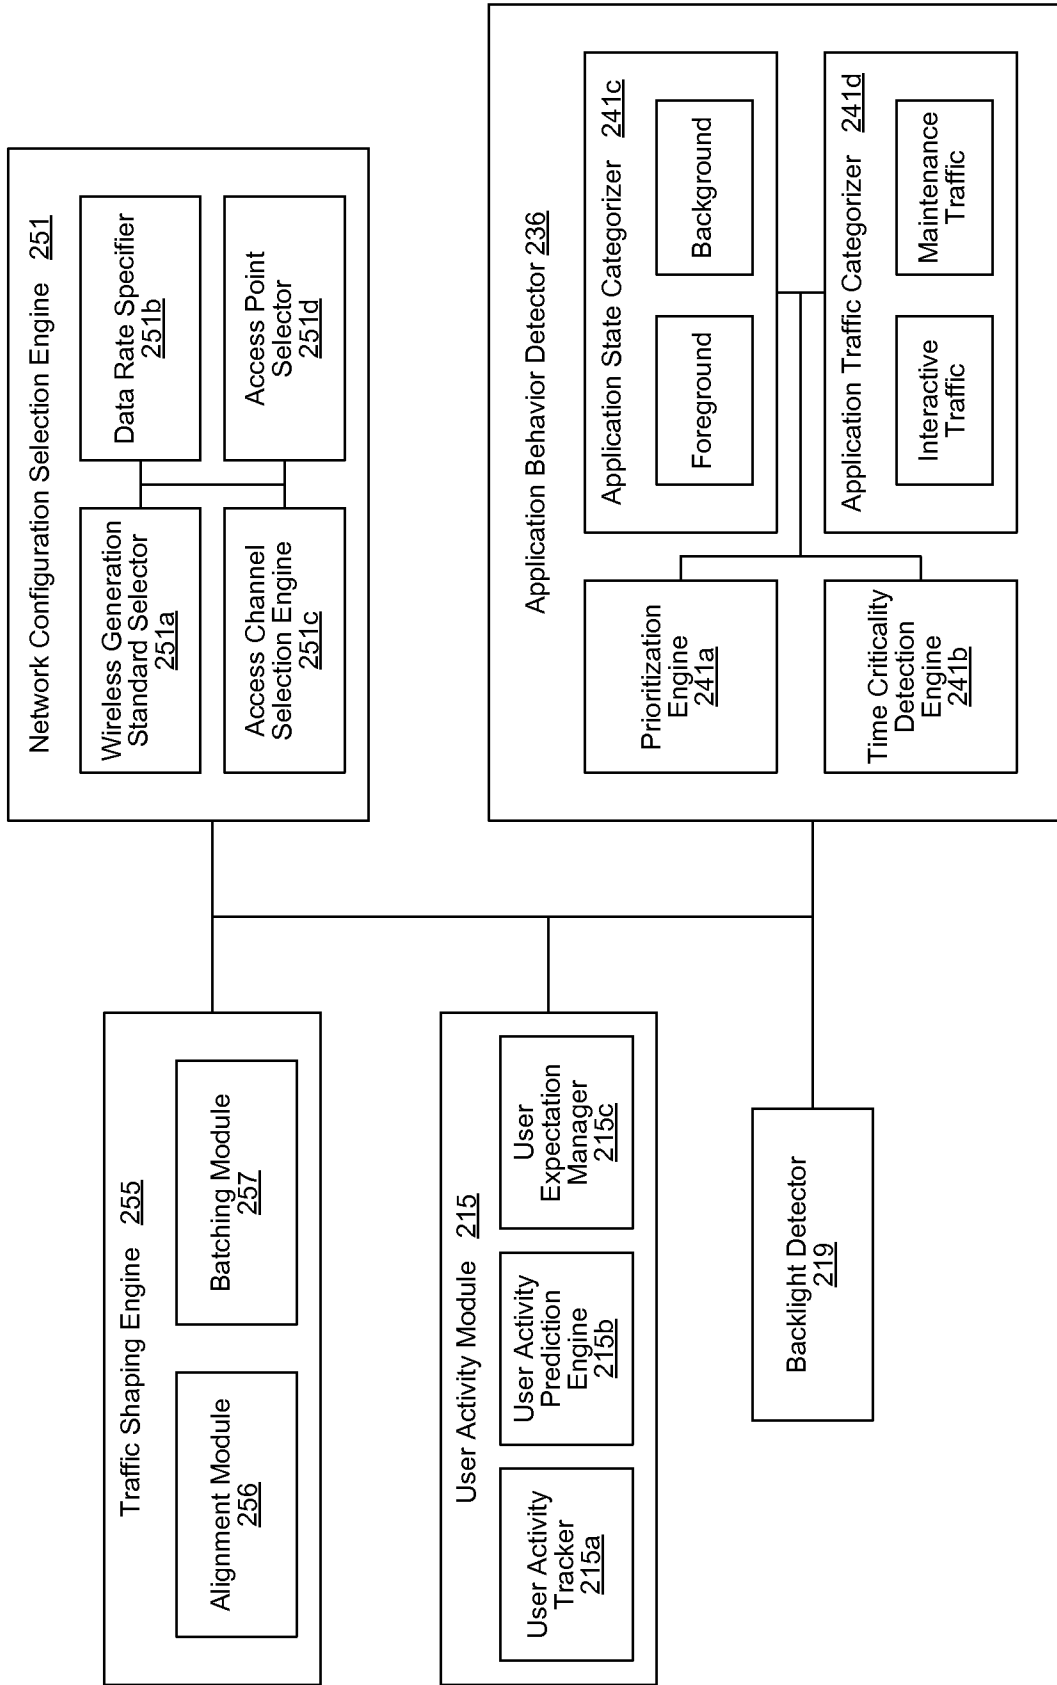 Traffic Shaping Engine 255
Alignment Module
256
Batching Module
257
Network Configuration Selection Engine 251
Wireless Generation
Standard Selector
251a
Data Rate Specifier
251b
Access Channel
Selection Engine
251c
Access Point
Selector
251d
User Activity Module 215
User Activity
Tracker
215a
User Activity
Prediction
Engine
215b
User
Expectation
Manager
215c
Backlight Detector
219
Application Behavior Detector 236
Prioritization
Engine
241a
Application State Categorizer 241c
Foreground
Background
Time Criticality
Detection
Engine
241b
Application Traffic Categorizer 241d
Interactive
Traffic
Maintenance
Traffic